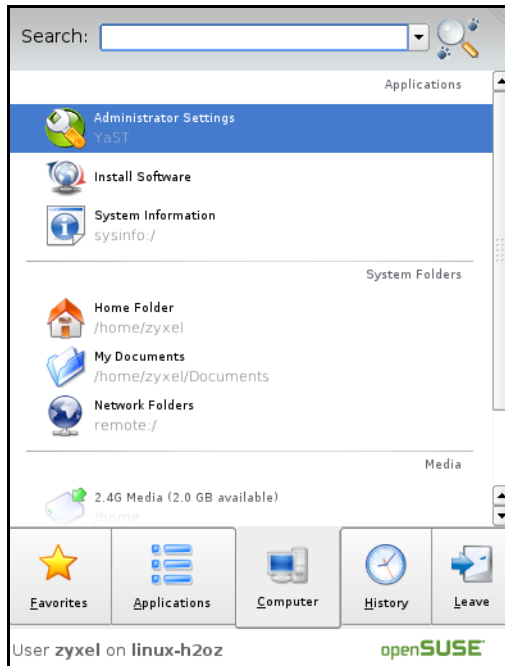 Search:
Applications
Administrator Settings
YaST
Install Software
System Information
sysinfo:/
System Folders
Home Folder
/home/zyxel
My Documents
/home/zyxel/Documents
Network Folders
remote:/
Media
2.4G Media (2.0 GB available)
/home
Favorites Applications Computer History Leave
User zyxel on linux-h2oz openSUSE